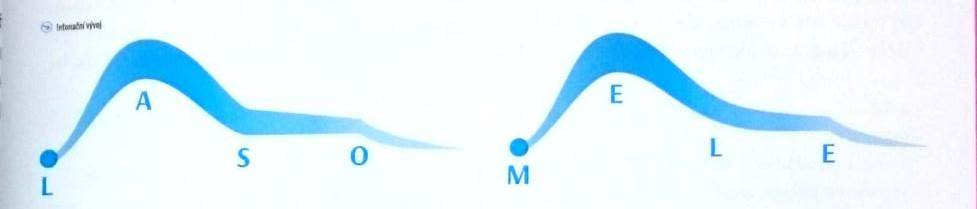 Intonační vývoj
L A S O
M E L E